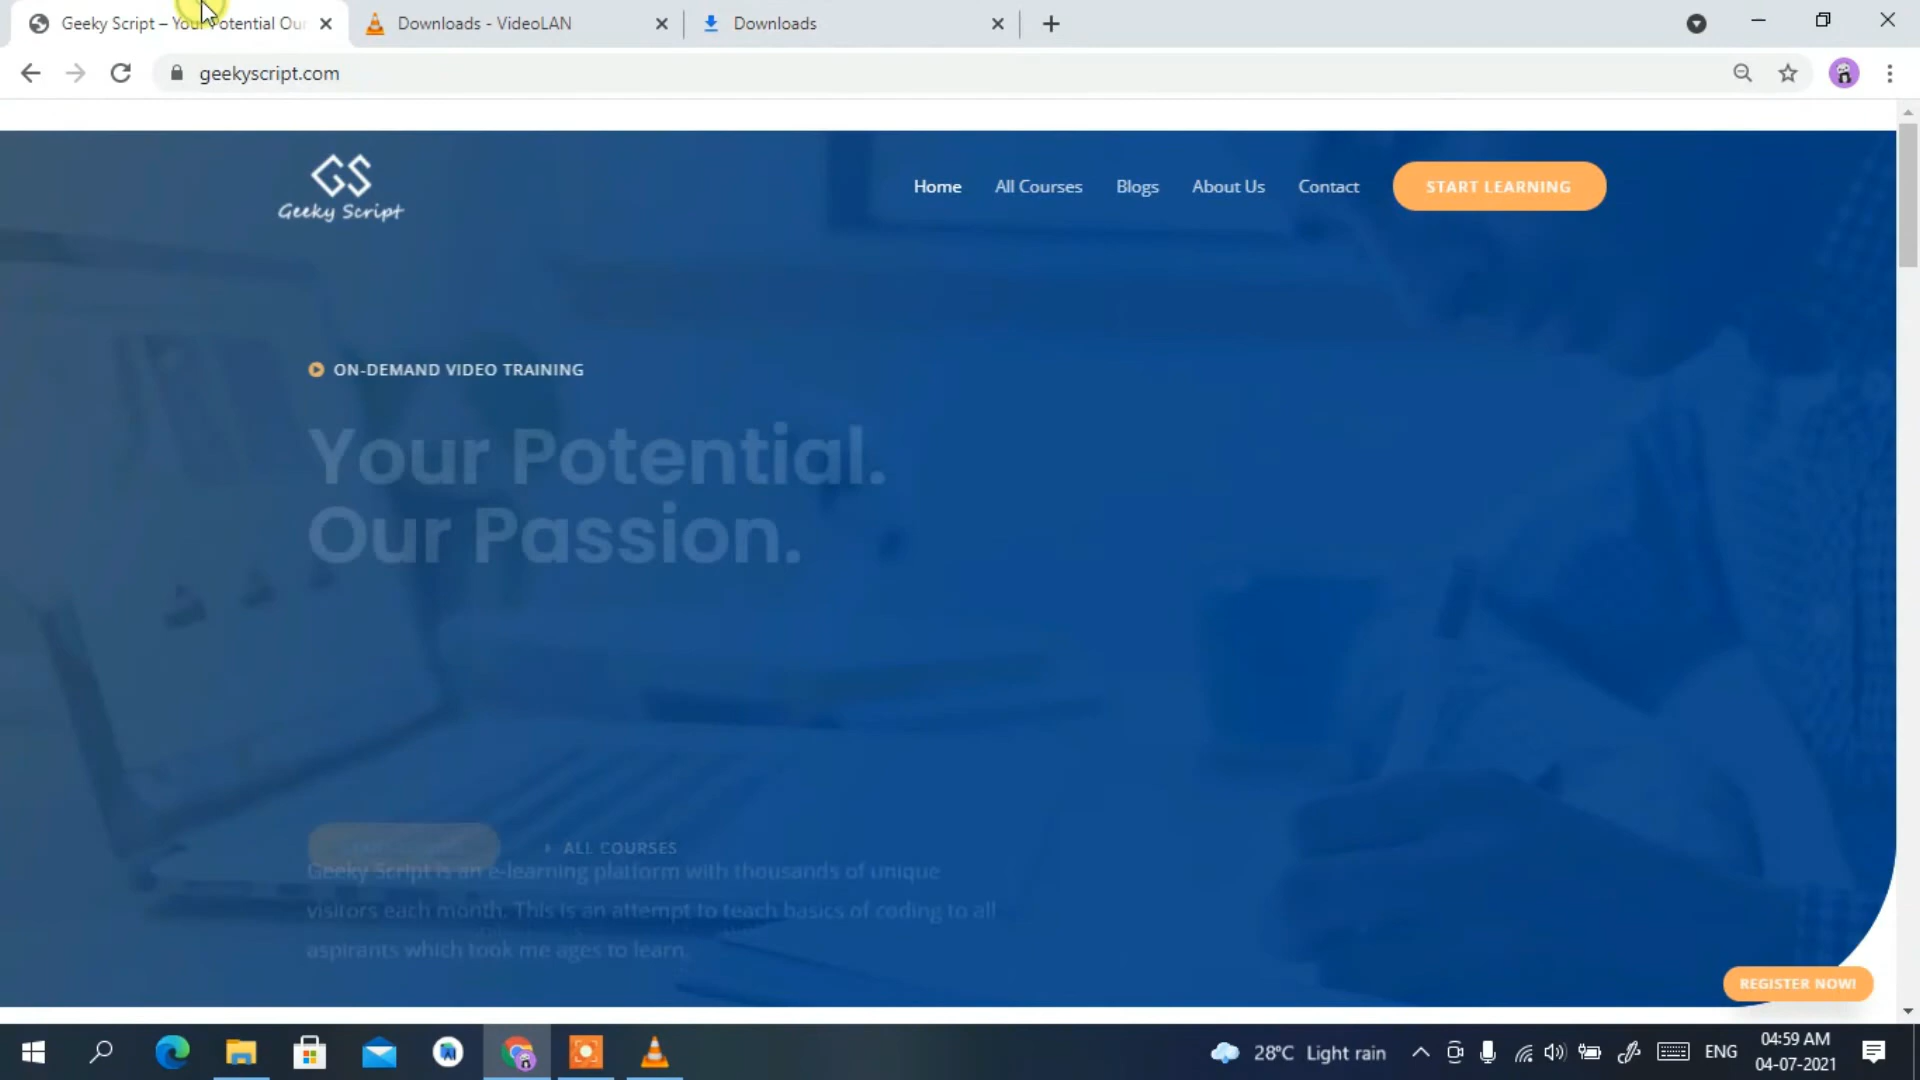 Geeky Script – Your Potential Our
Downloads - VideoLAN
Downloads
geekyscript.com
GS
Geeky Script
Home
All Courses
Blogs
About Us
Contact
START LEARNING
ON-DEMAND VIDEO TRAINING
Your Potential.
Our Passion.
ALL COURSES
Geeky Script is an e-learning platform with thousands of unique
visitors each month. This is an attempt to teach basics of coding to all
aspirants which took me ages to learn.
REGISTER NOW!
28°C Light rain
ENG
04:59 AM
04-07-2021